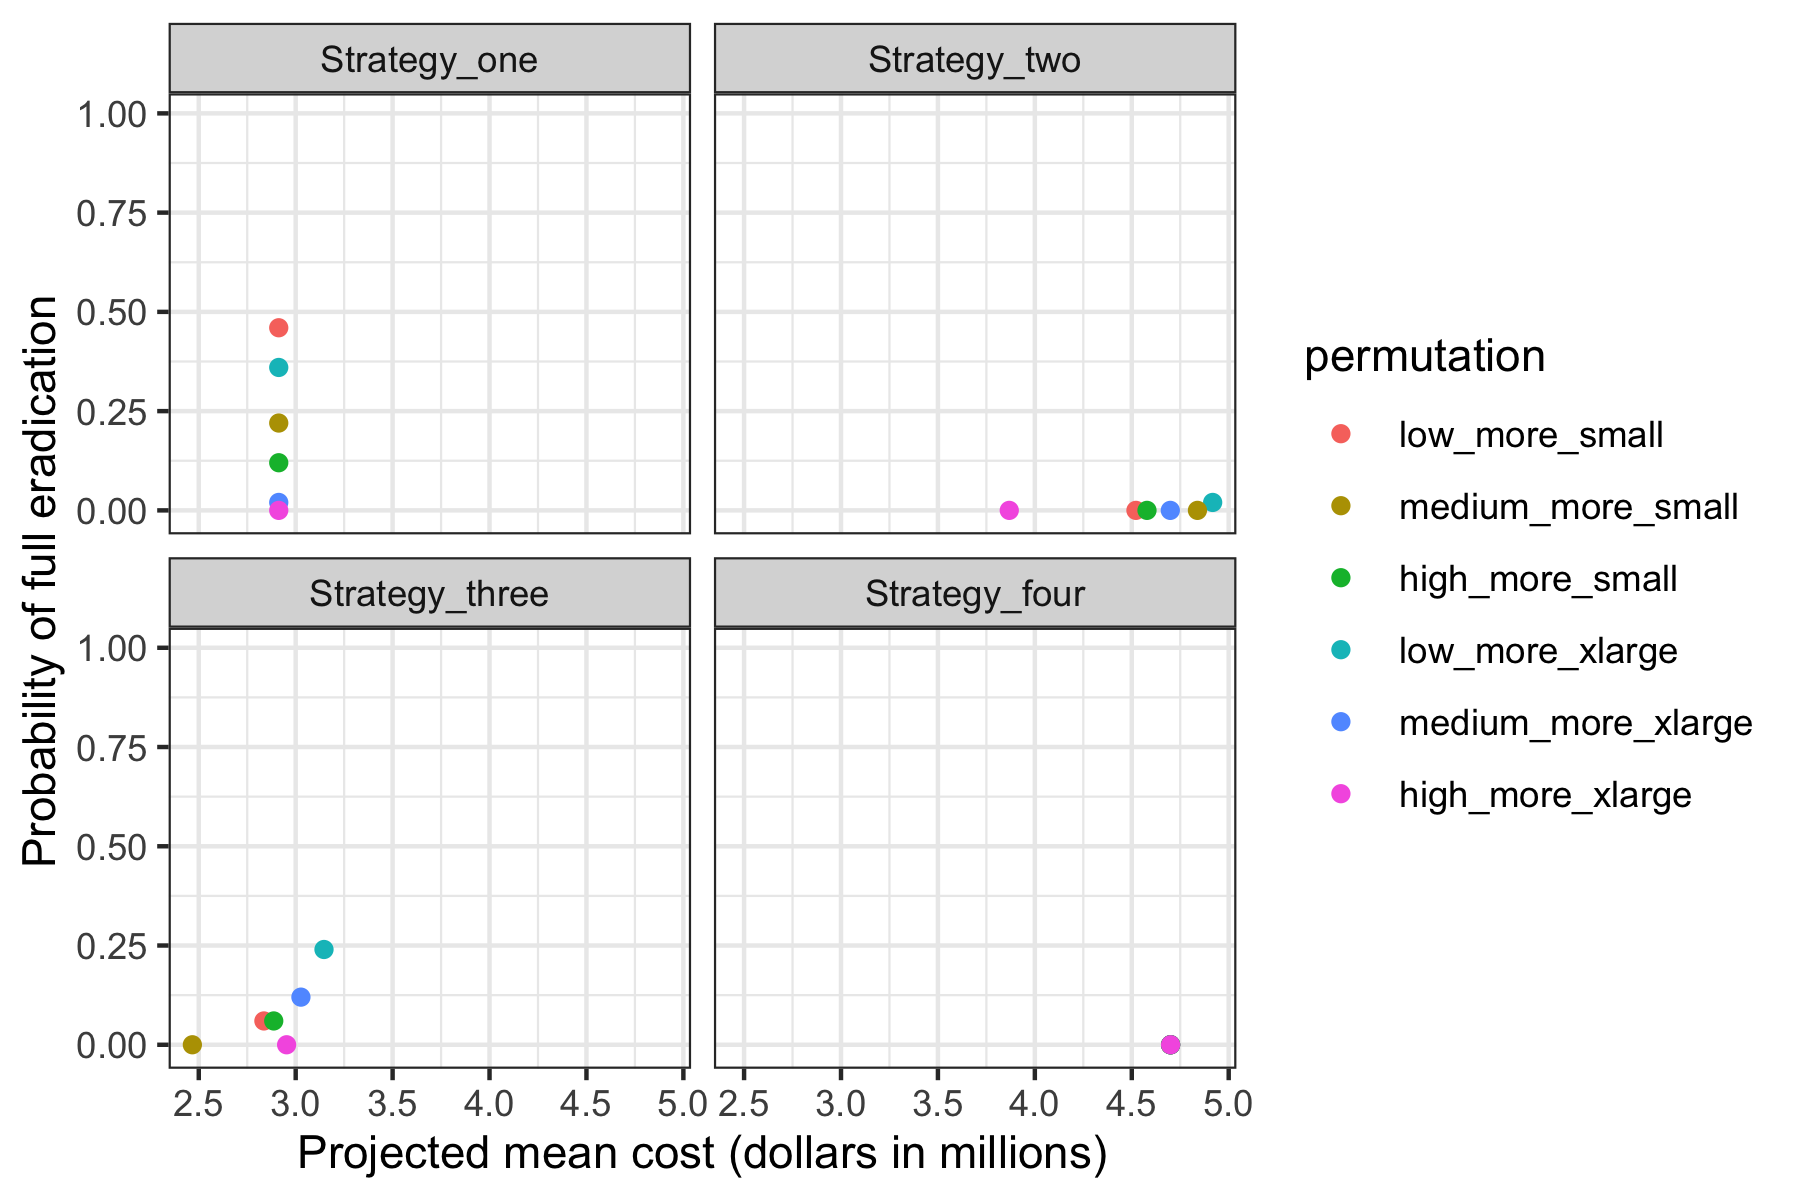 Strategy_one
Strategy_two
1.00
0.75
0.50
0.25
0.00
Strategy_three
Strategy_four
1.00
0.75
0.50
0.25
0.00
2.5 3.0 3.5 4.0 4.5 5.0
2.5 3.0 3.5 4.0 4.5 5.0
Projected mean cost (dollars in millions)
Probability of full eradication
permutation
low_more_small
medium_more_small
high_more_small
low_more_xlarge
medium_more_xlarge
high_more_xlarge